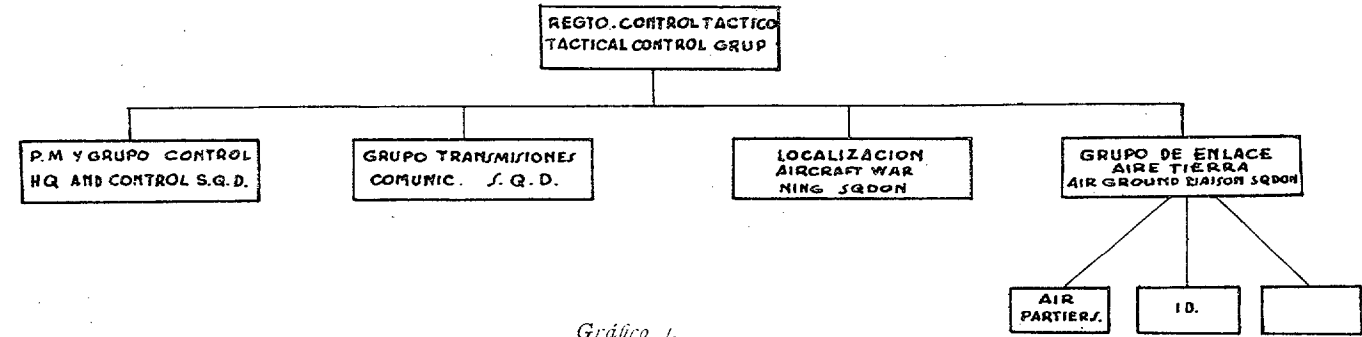 REGTO. CONTROL TACTICO
TACTICAL CONTROL GRUP
P.M Y GRUPO CONTROL
HQ AND CONTROL S.Q.D.
GRUPO TRANSMISIONES
COMUNIC. S.Q.D.
LOCALIZACION
AIRCRAFT WAR
NING SQDON
GRUPO DE ENLACE
AIRE TIERRA
AIR GROUND LIAISON SQDON
AIR
PARTIERS.
ID.
Gráfico 1.